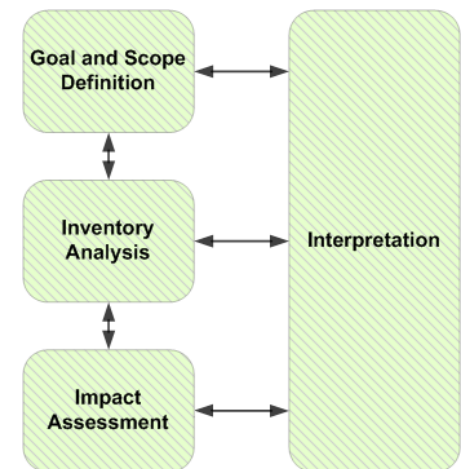 Goal and Scope
Definition
Inventory
Analysis
Interpretation
Impact
Assessment